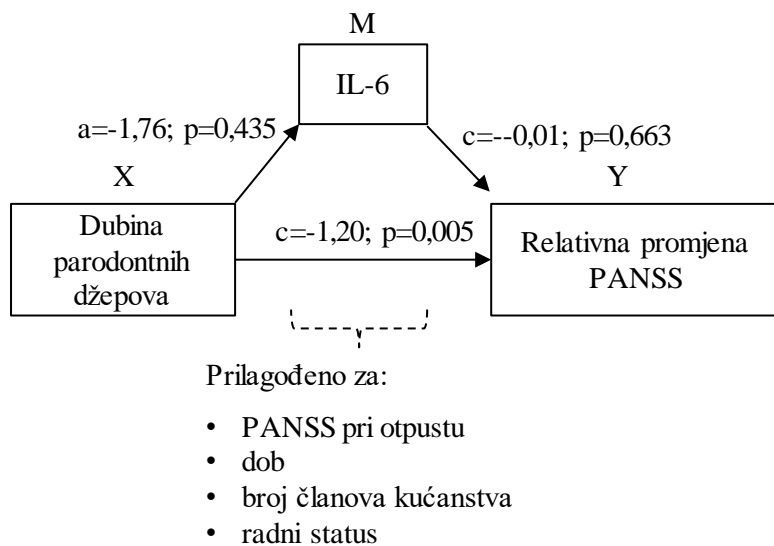 M
IL-6
a=-1,76; p=0,435
c=--0,01; p=0,663
X
Y
Dubina
parodontnih
džepova
c=-1,20; p=0,005
Relativna promjena
PANSS
Prilagođeno za:
• PANSS pri otpustu
• dob
• broj članova kućanstva
• radni status